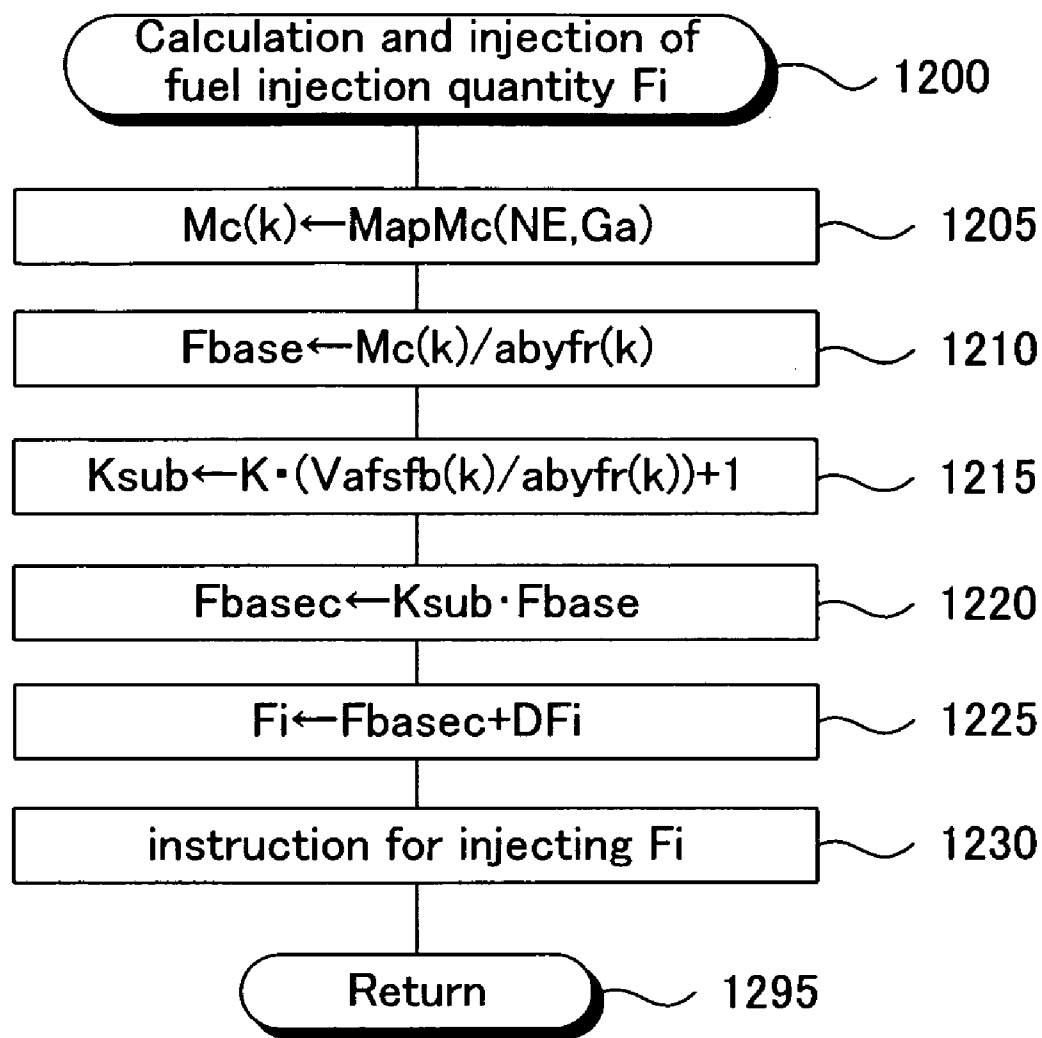 Calculation and injection of
fuel injection quantity Fi
1200
Mc(k)←MapMc(NE,Ga)
1205
Fbase←Mc(k)/abyfr(k)
1210
Ksub←K·(Vafsfb(k)/abyfr(k))+1
1215
Fbasec←Ksub·Fbase
1220
Fi←Fbasec+DFi
1225
instruction for injecting Fi
1230
Return
1295